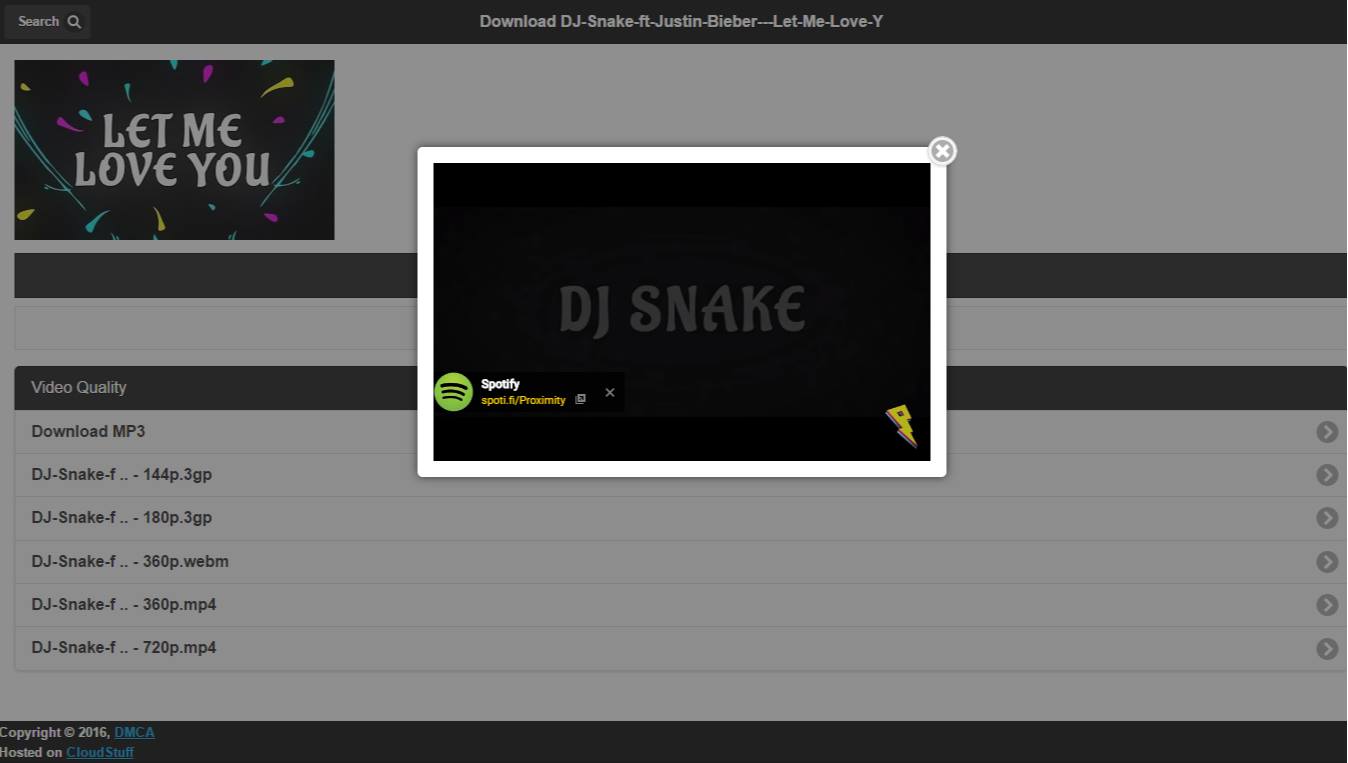 Search
Download DJ-Snake-ft-Justin-Bieber---Let-Me-Love-Y
LET ME
LOVE YOU
DJ SNAKE
Spotify
spoti.fi/Proximity
Video Quality
Download MP3
DJ-Snake-f .. - 144p.3gp
DJ-Snake-f .. - 180p.3gp
DJ-Snake-f .. - 360p.webm
DJ-Snake-f .. - 360p.mp4
DJ-Snake-f .. - 720p.mp4
Copyright © 2016, DMCA
Hosted on CloudStuff